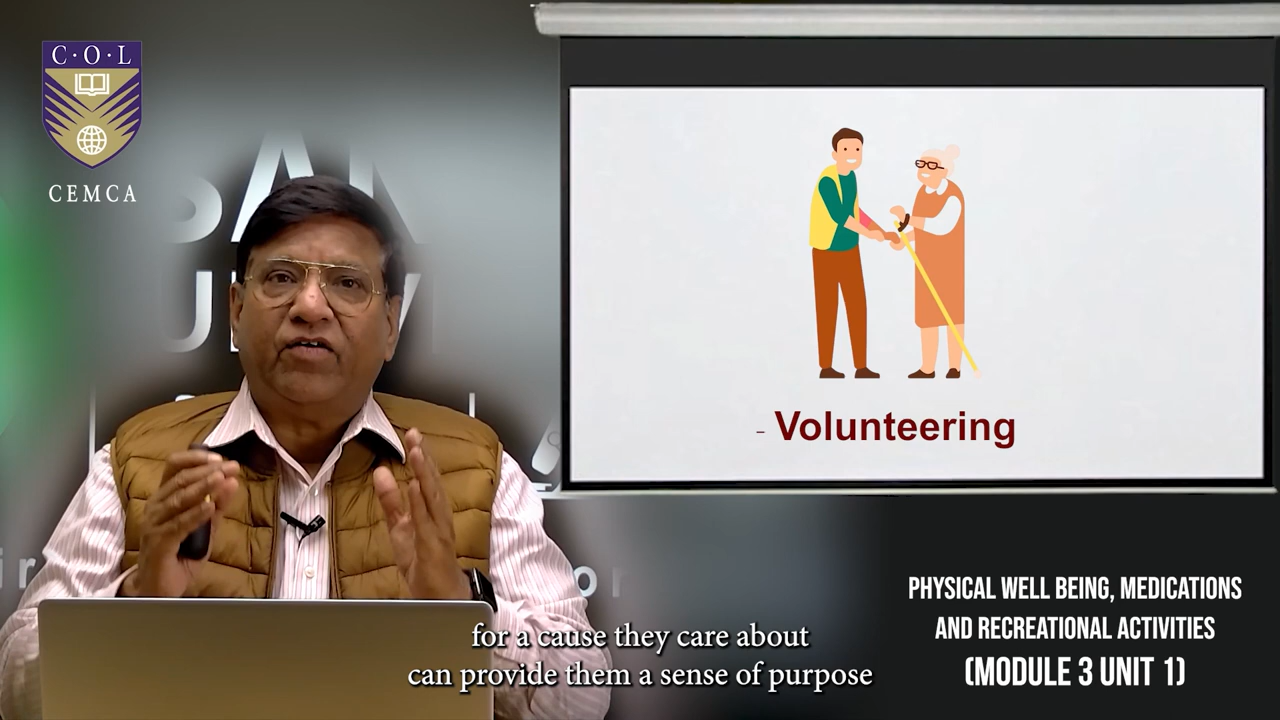 C·O·L
CEMCA
- Volunteering
for a cause they care about
can provide them a sense of purpose
PHYSICAL WELL BEING, MEDICATIONS
AND RECREATIONAL ACTIVITIES
(MODULE 3 UNIT 1)